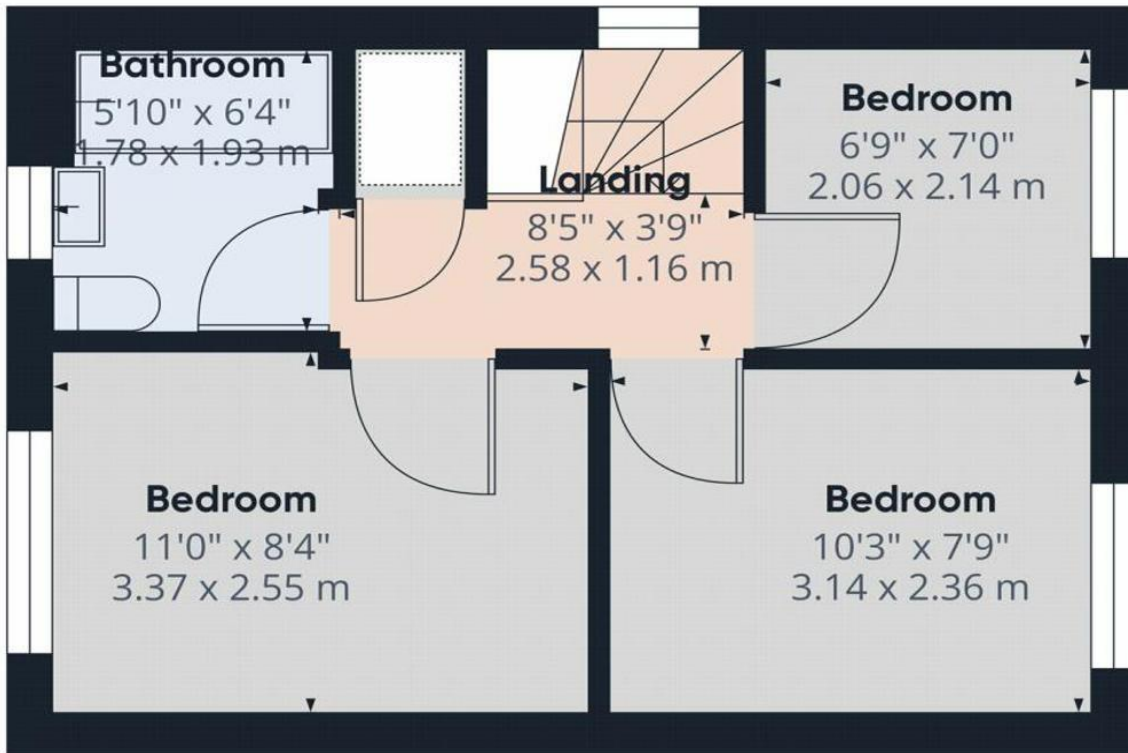 Bathroom
5'10" x 6'4"
1.78 x 1.93 m
Bedroom
6'9" x 7'0"
2.06 x 2.14 m
Landing
8'5" x 3'9"
2.58 x 1.16 m
Bedroom
11'0" x 8'4"
3.37 x 2.55 m
Bedroom
10'3" x 7'9"
3.14 x 2.36 m